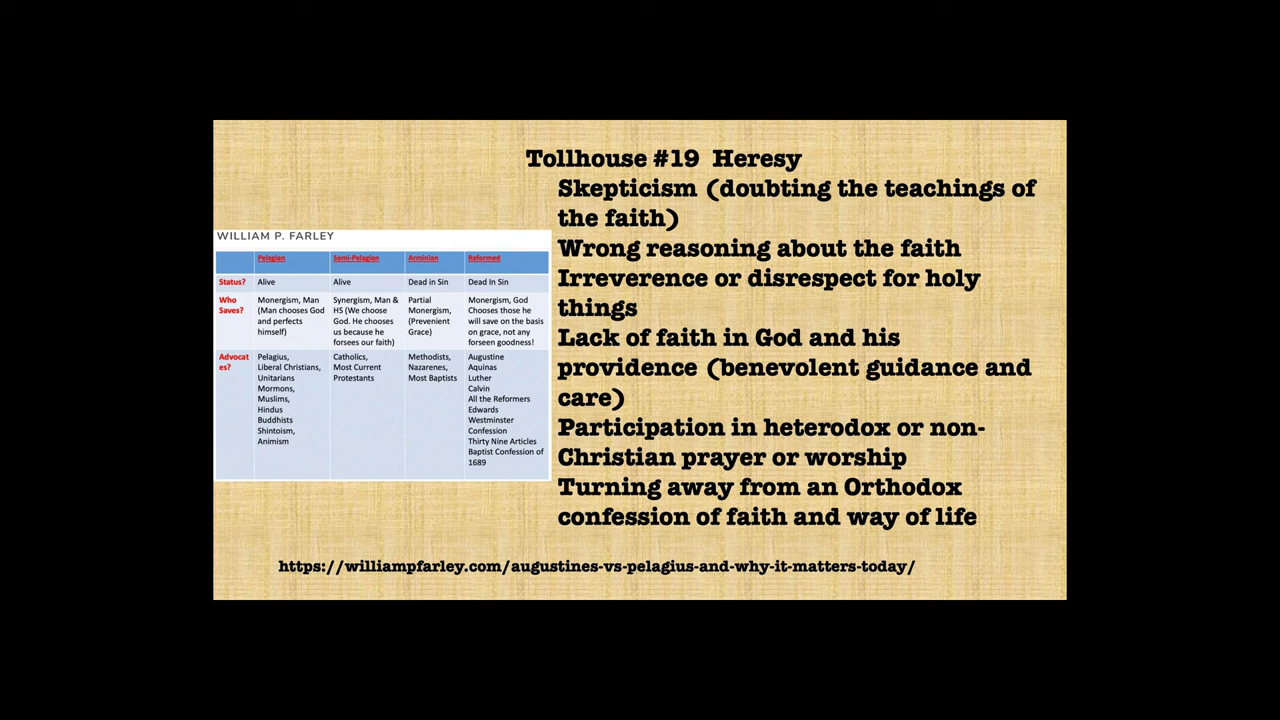 Tollhouse #19 Heresy
Skepticism (doubting the teachings of
the faith)
Wrong reasoning about the faith
Irreverence or disrespect for holy
things
Lack of faith in God and his
providence (benevolent guidance and
care)
Participation in heterodox or non-
Christian prayer or worship
Turning away from an Orthodox
confession of faith and way of life
WILLIAM P. FARLEY
Pelagian
Semi-Pelagian
Arminian
Reformed
Status?
Alive
Alive
Dead in Sin
Dead In Sin
Who
Saves?
Monergism, Man
(Man chooses God
and perfects
himself)
Synergism, Man &
HS (We choose
God. He chooses
us because he
forsees our faith)
Partial
Monergism,
(Prevenient
Grace)
Monergism, God
Chooses those he
will save on the basis
on grace, not any
forseen goodness!
Advocat
es?
Pelagius,
Liberal Christians,
Unitarians
Mormons,
Muslims,
Hindus
Buddhists
Shintoism,
Animism
Catholics,
Most Current
Protestants
Methodists,
Nazarenes,
Most Baptists
Augustine
Aquinas
Luther
Calvin
All the Reformers
Edwards
Westminster
Confession
Thirty Nine Articles
Baptist Confession of
1689
https://williampfarley.com/augustines-vs-pelagius-and-why-it-matters-today/